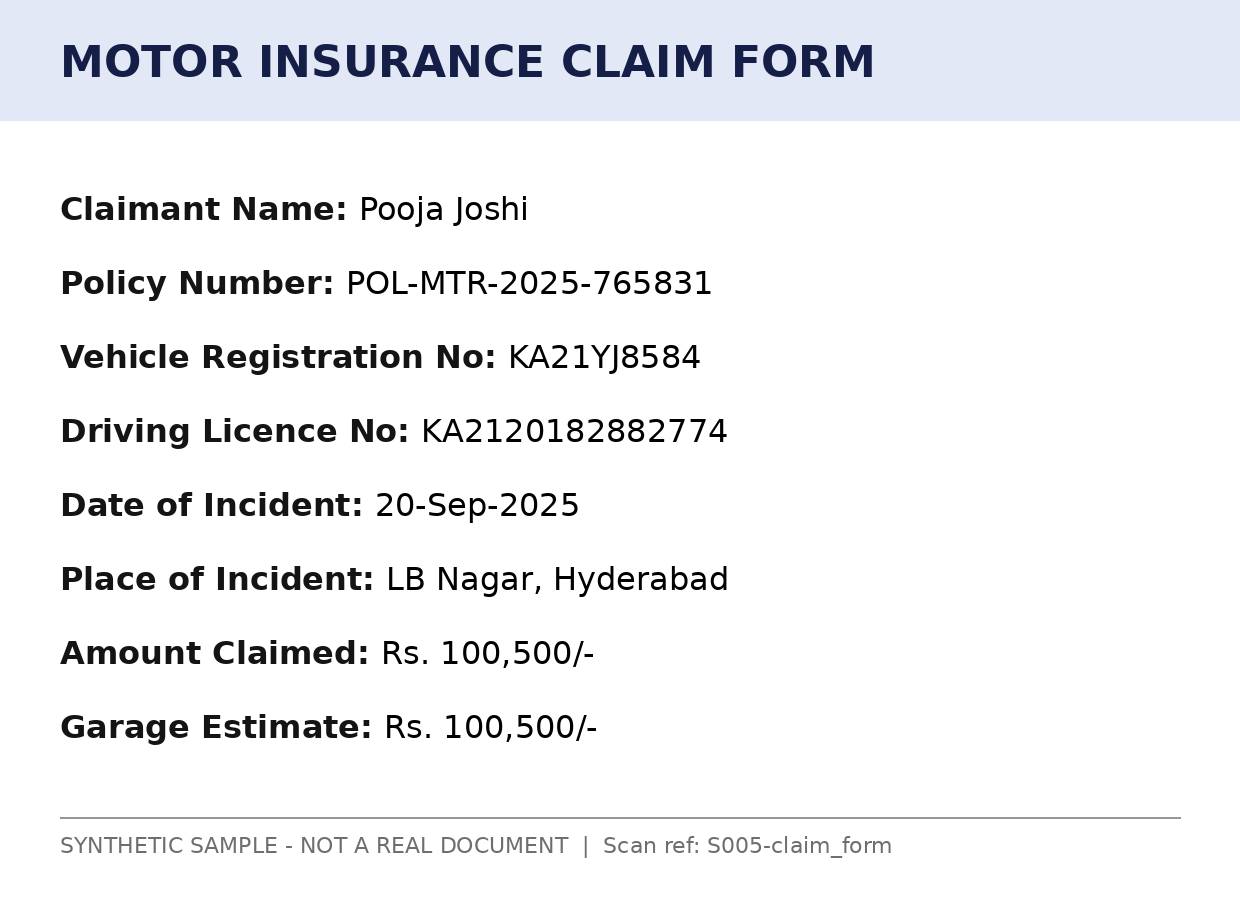 MOTOR INSURANCE CLAIM FORM
Claimant Name: Pooja Joshi
Policy Number: POL-MTR-2025-765831
Vehicle Registration No: KA21YJ8584
Driving Licence No: KA2120182882774
Date of Incident: 20-Sep-2025
Place of Incident: LB Nagar, Hyderabad
Amount Claimed: Rs. 100,500/-
Garage Estimate: Rs. 100,500/-
SYNTHETIC SAMPLE - NOT A REAL DOCUMENT | Scan ref: S005-claim_form